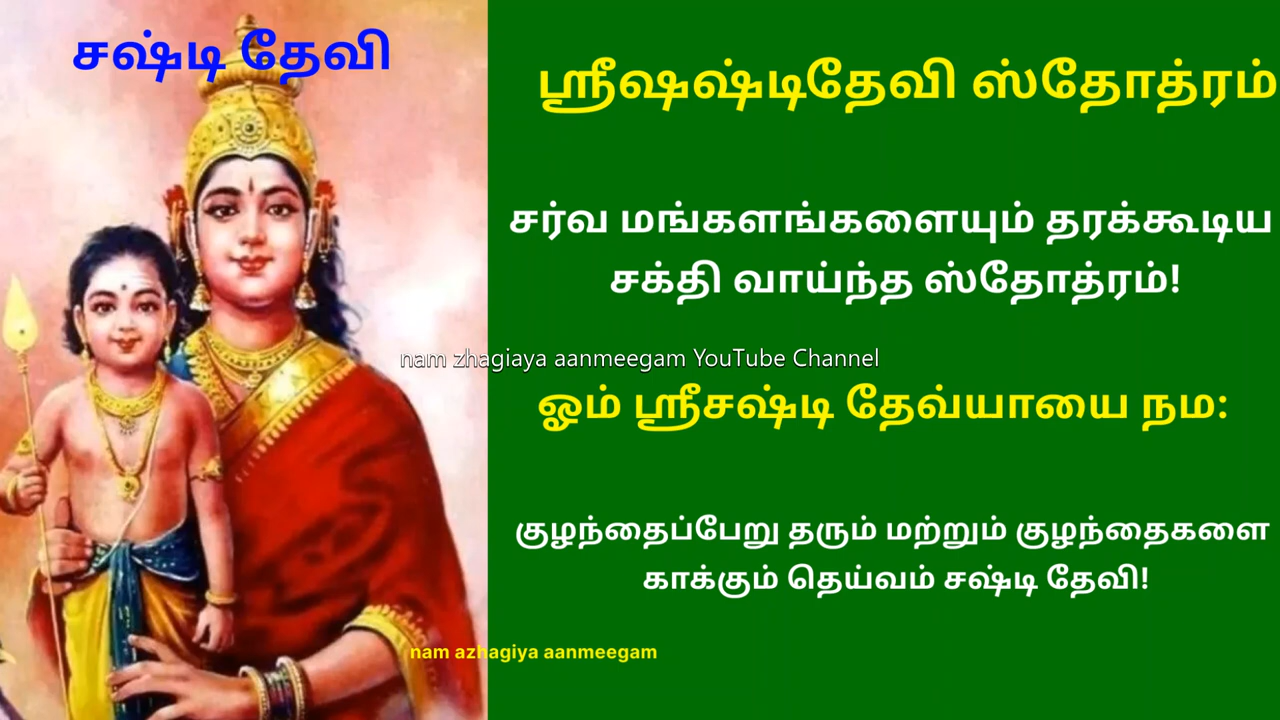 சஷ்டி தேவி
ஸ்ரீஷஷ்டிதேவி ஸ்தோத்ரம்
சர்வ மங்களங்களையும் தரக்கூடிய
சக்தி வாய்ந்த ஸ்தோத்ரம்!
nam zhagiaya aanmeegam YouTube Channel
ஓம் ஸ்ரீசஷ்டி தேவ்யாயை நம:
குழந்தைப்பேறு தரும் மற்றும் குழந்தைகளை
காக்கும் தெய்வம் சஷ்டி தேவி!
nam azhagiya aanmeegam